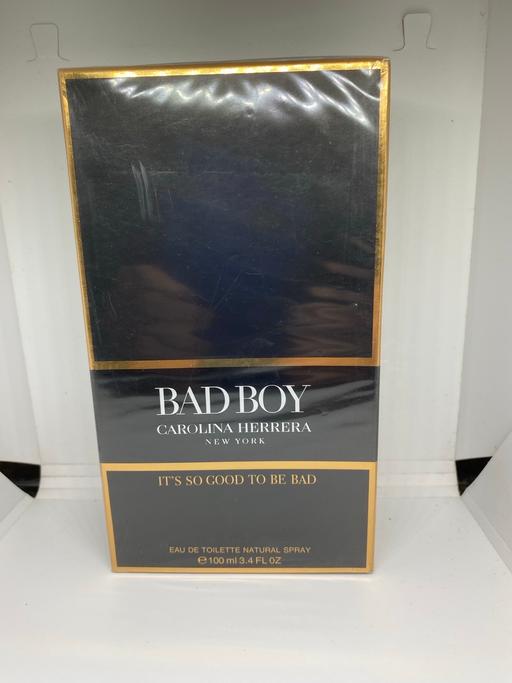 BAD BOY
CAROLINA HERRERA
NEW YORK
IT'S SO GOOD TO BE BAD
EAU DE TOILETTE NATURAL SPRAY
℮ 100 ml 3.4 FL OZ